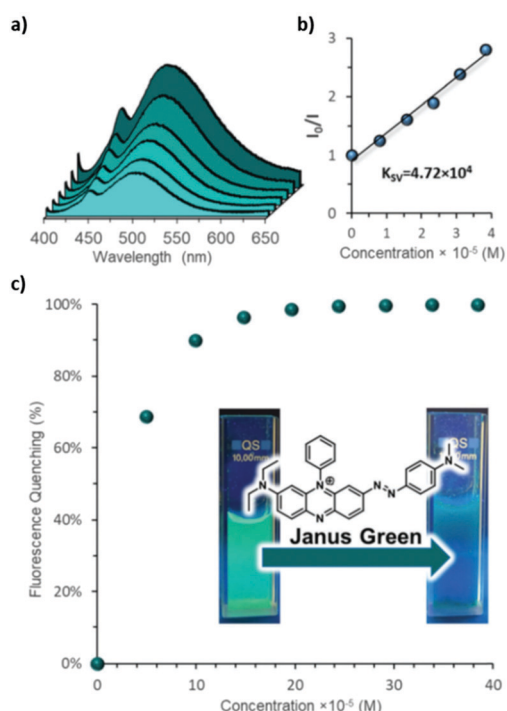 a)
400 450 500 550 600 650
Wavelength (nm)
b)
3
2
1
0
I₀/I
K_SV=4.72×10⁴
0 1 2 3 4
Concentration × 10⁻⁵ (M)
c)
100%
80%
60%
40%
20%
0%
Fluorescence Quenching (%)
QS
10,00mm
QS
N
N
N
N
N
N
⊕
Janus Green
0 10 20 30 40
Concentration ×10⁻⁵ (M)